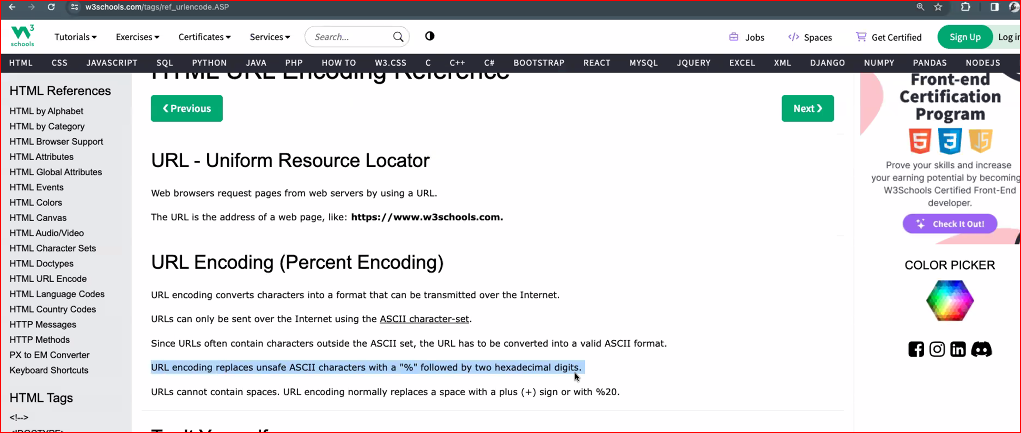 w3schools.com/tags/ref_urlencode.ASP
W3
schools
Tutorials
Exercises
Certificates
Services
Search...
Jobs
Spaces
Get Certified
Sign Up
Log in
HTML CSS JAVASCRIPT SQL PYTHON JAVA PHP HOW TO W3.CSS C C++ C# BOOTSTRAP REACT MYSQL JQUERY EXCEL XML DJANGO NUMPY PANDAS NODEJS
HTML References
HTML by Alphabet
HTML by Category
HTML Browser Support
HTML Attributes
HTML Global Attributes
HTML Events
HTML Colors
HTML Canvas
HTML Audio/Video
HTML Character Sets
HTML Doctypes
HTML URL Encode
HTML Language Codes
HTML Country Codes
HTTP Messages
HTTP Methods
PX to EM Converter
Keyboard Shortcuts
HTML Tags
<!-->
<!DOCTYPE>
HTML URL Encoding Reference
❮ Previous
Next ❯
URL - Uniform Resource Locator
Web browsers request pages from web servers by using a URL.
The URL is the address of a web page, like: https://www.w3schools.com.
URL Encoding (Percent Encoding)
URL encoding converts characters into a format that can be transmitted over the Internet.
URLs can only be sent over the Internet using the ASCII character-set.
Since URLs often contain characters outside the ASCII set, the URL has to be converted into a valid ASCII format.
URL encoding replaces unsafe ASCII characters with a "%" followed by two hexadecimal digits.
URLs cannot contain spaces. URL encoding normally replaces a space with a plus (+) sign or with %20.
Try It Yourself
Front-end
Certification
Program
5 3 JS
Prove your skills and increase
your earning potential by becoming
W3Schools Certified Front-End
developer.
Check It Out!
COLOR PICKER